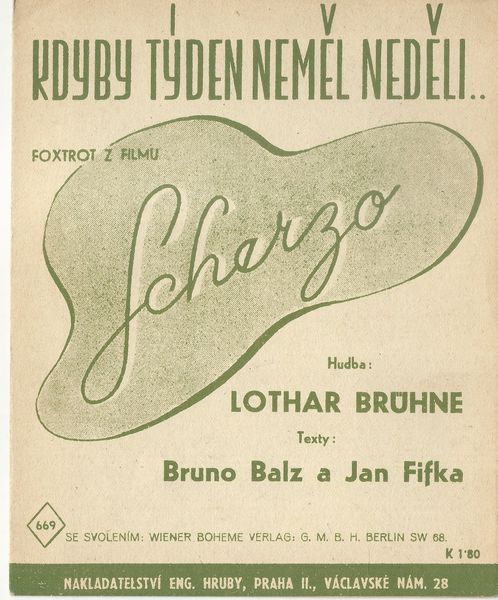 KDYBY TÝDEN NEMĚL NEDĚLI..
FOXTROT Z FILMU
Scherzo
Hudba:
LOTHAR BRÜHNE
Texty:
Bruno Balz a Jan Fifka
669
SE SVOLENÍM: WIENER BOHEME VERLAG: G. M. B. H. BERLIN SW 68.
K 1·80
NAKLADATELSTVÍ ENG. HRUBY, PRAHA II., VÁCLAVSKÉ NÁM. 28